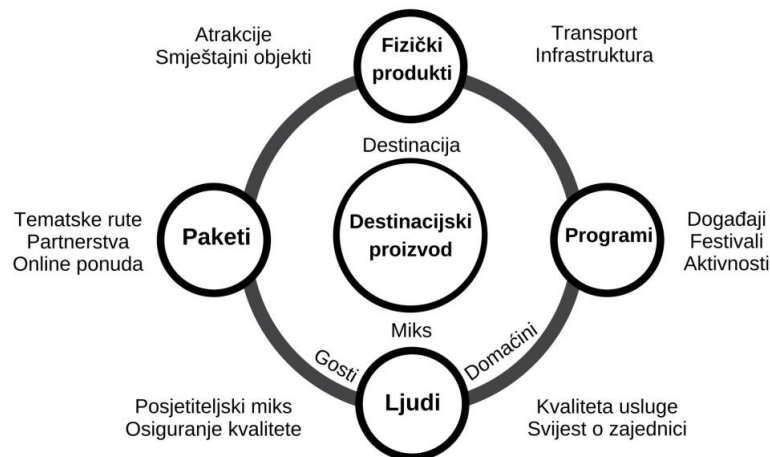 Atrakcije
Smještajni objekti
Fizički
produkti
Transport
Infrastruktura
Destinacija
Tematske rute
Partnerstva
Online ponuda
Paketi
Destinacijski
proizvod
Programi
Događaji
Festivali
Aktivnosti
Miks
Gosti
Domaćini
Ljudi
Posjetiteljski miks
Osiguranje kvalitete
Kvaliteta usluge
Svijest o zajednici